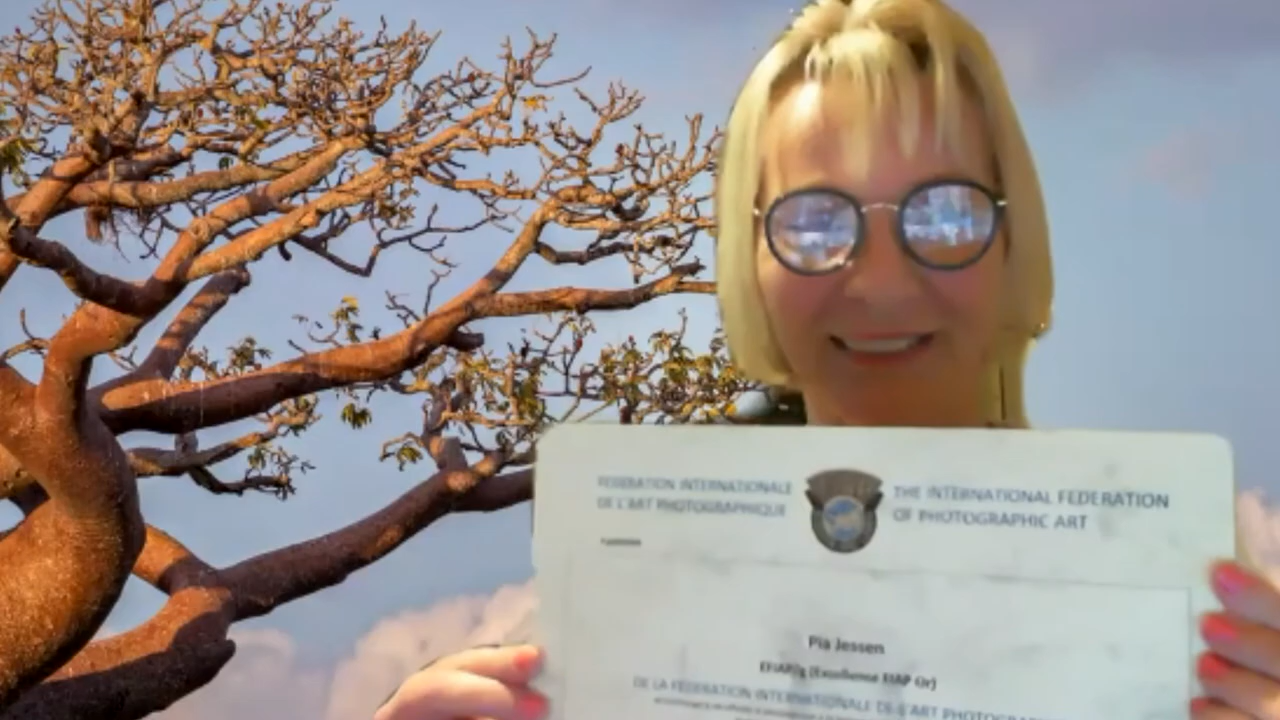 FEDERATION INTERNATIONALE
DE L'ART PHOTOGRAPHIQUE
THE INTERNATIONAL FEDERATION
OF PHOTOGRAPHIC ART
Pia Jessen
EFIAP/g (Excellence FIAP Or)
DE LA FEDERATION INTERNATIONALE DE L'ART PHOTOGRA